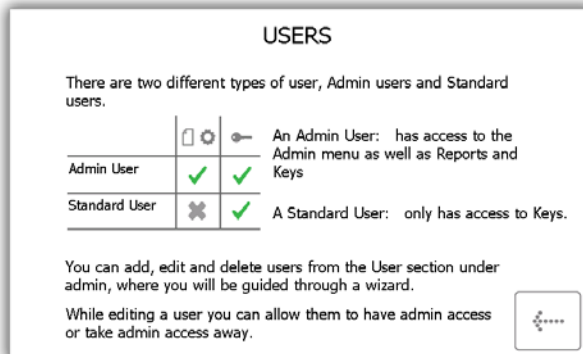 USERS
There are two different types of user, Admin users and Standard
users.
An Admin User: has access to the
Admin menu as well as Reports and
Keys
Admin User
Standard User
A Standard User: only has access to Keys.
You can add, edit and delete users from the User section under
admin, where you will be guided through a wizard.
While editing a user you can allow them to have admin access
or take admin access away.